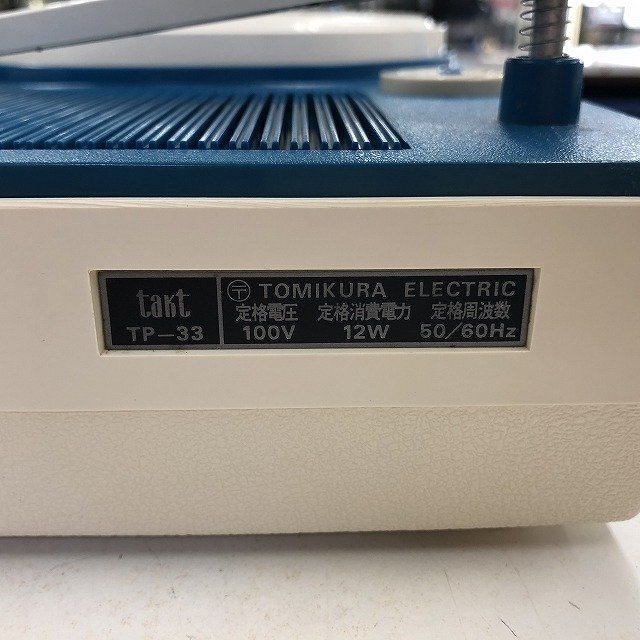 takt
TP-33
〶 TOMIKURA ELECTRIC
定格電圧 定格消費電力 定格周波数
100V 12W 50/60Hz